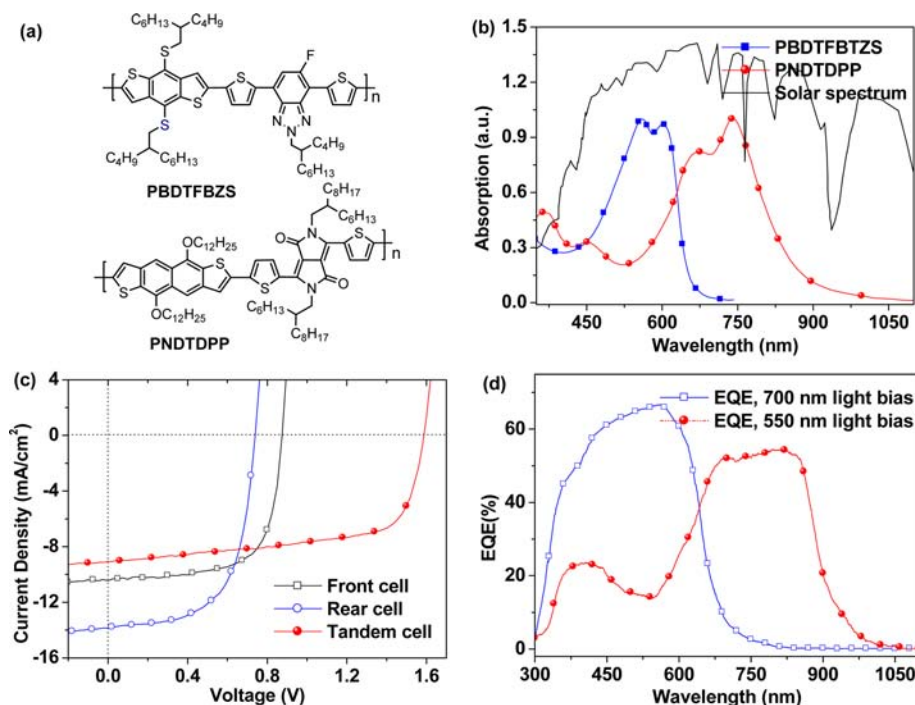 (a)
C6H13
C4H9
S
S
S
S
F
S
n
S
N
N
N
C4H9
C6H13
C4H9
C6H13
PBDTFBZS
C8H17
C6H13
OC12H25
O
N
S
n
S
S
S
N
O
OC12H25
C6H13
C8H17
PNDTDPP
(b)
1.5
1.2
0.9
0.6
0.3
0.0
Absorption (a.u.)
PBDTFBTZS
PNDTDPP
Solar spectrum
450 600 750 900 1050
Wavelength (nm)
(c)
4
0
-4
-8
-12
-16
Current Density (mA/cm2)
Front cell
Rear cell
Tandem cell
0.0 0.4 0.8 1.2 1.6
Voltage (V)
(d)
60
40
20
0
EQE(%)
EQE, 700 nm light bias
EQE, 550 nm light bias
300 450 600 750 900 1050
Wavelength (nm)